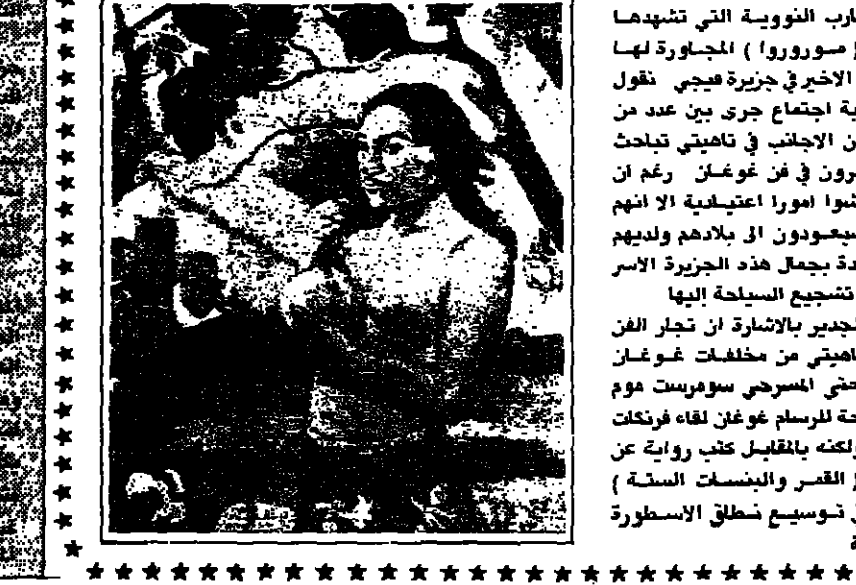 ارب النووية التي تشهدها
( موروروا ) المجاورة لها
الاخير في جزيرة فيجي نقول
ية اجتماع جرى بين عدد من
ن الاجانب في تاهيتي تباحث
رون في فن غوغان رغم ان
شوا امورا اعتيادية الا انهم
سيعودون الى بلادهم ولديهم
دة بجمال هذه الجزيرة الاسر
تشجيع السياحة إليها
لجدير بالاشارة ان تجار الفن
اهيتي من مخلفات غوغان
حتى المسرحي سومرست موم
حة للرسام غوغان لقاء فرنكات
ولكنه بالمقابل كتب رواية عن
( القمر والبنسات الستة )
توسيع نطاق الاسطورة